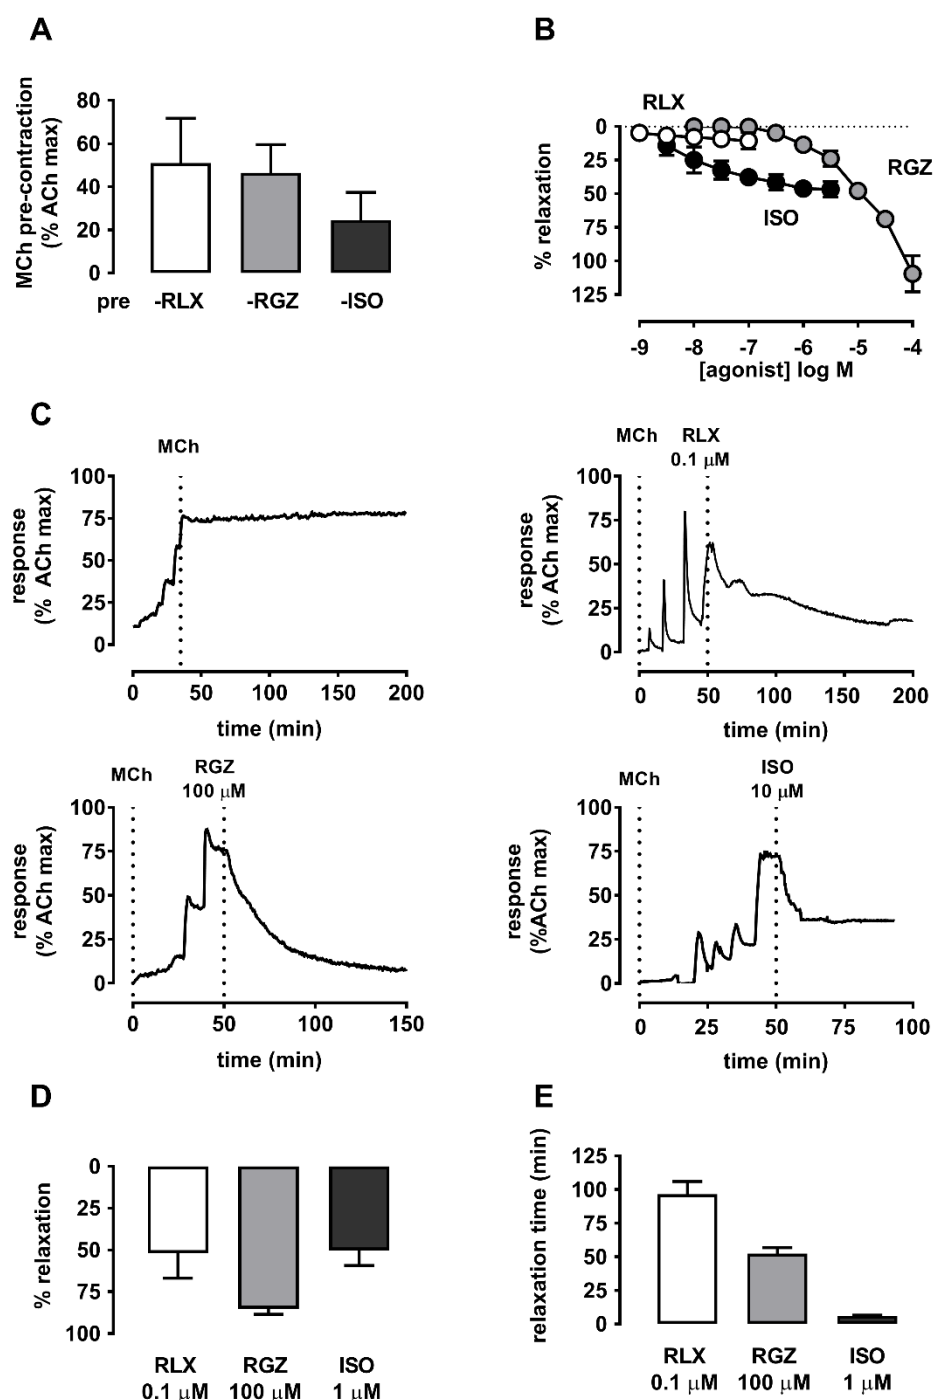 A
MCh pre-contraction
(% ACh max)
80
60
40
20
0
pre -RLX -RGZ -ISO
B
% relaxation
0
25
50
75
100
125
RLX
RGZ
ISO
-9 -8 -7 -6 -5 -4
[agonist] log M
C
MCh
response
(% ACh max)
100
75
50
25
0
0 50 100 150 200
time (min)
MCh RLX
0.1 μM
response
(% ACh max)
100
75
50
25
0
0 50 100 150 200
time (min)
MCh RGZ
100 μM
response
(% ACh max)
100
75
50
25
0
0 50 100 150
time (min)
MCh ISO
10 μM
response
(%ACh max)
100
75
50
25
0
0 25 50 75 100
time (min)
D
% relaxation
0
25
50
75
100
RLX RGZ ISO
0.1 μM 100 μM 1 μM
E
relaxation time (min)
125
100
75
50
25
0
RLX RGZ ISO
0.1 μM 100 μM 1 μM